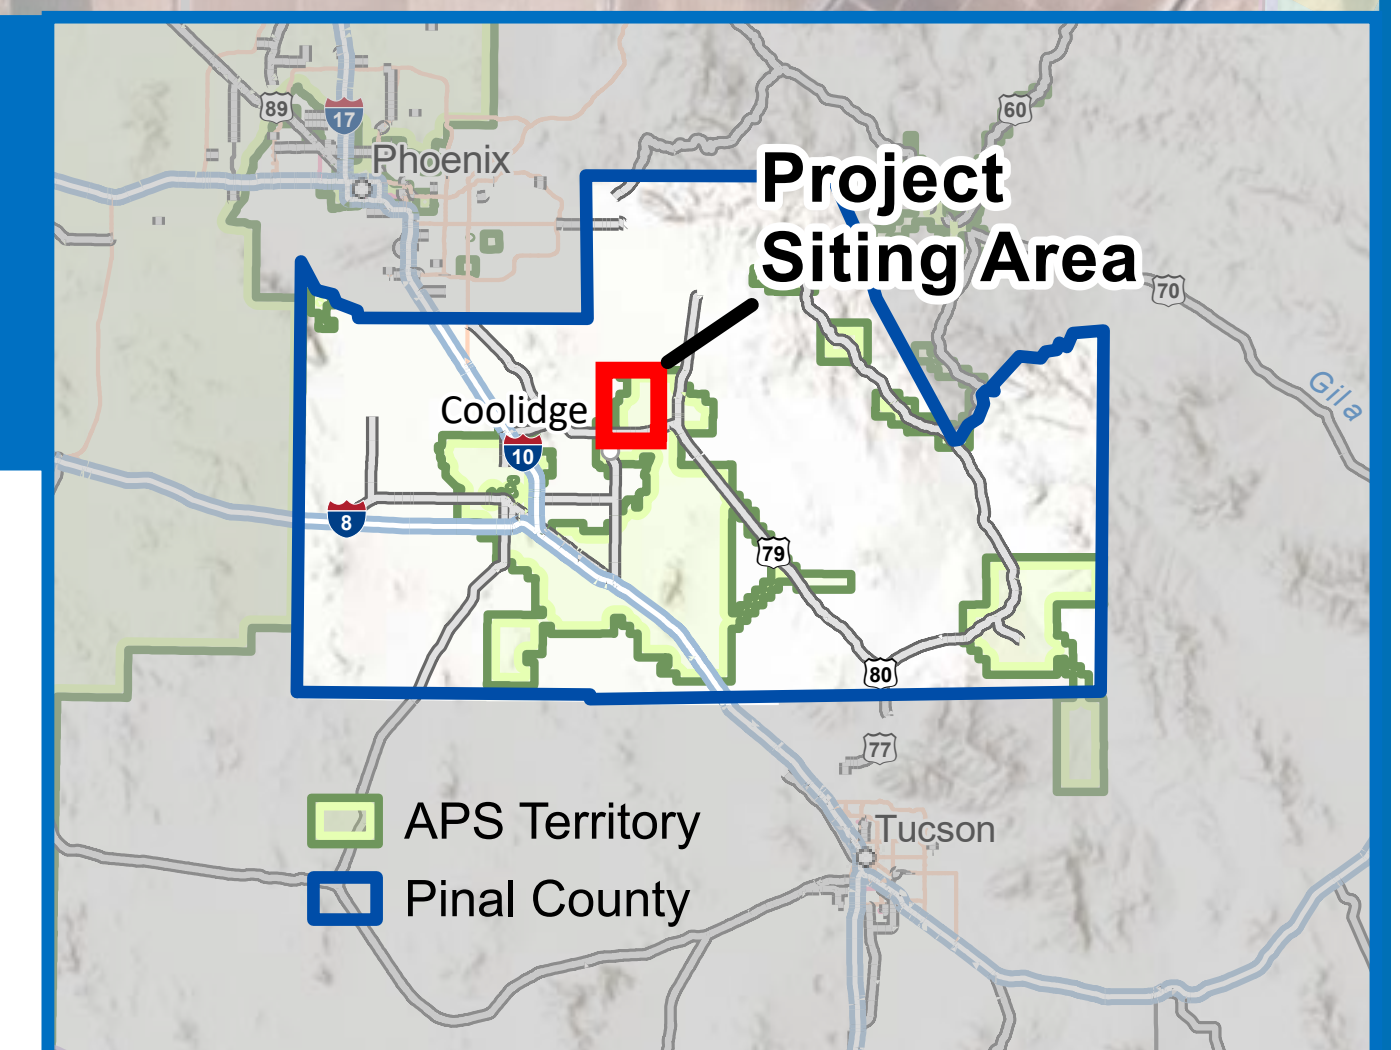 89
17
60
Phoenix
Project
Siting Area
70
Gila
Coolidge
10
8
79
80
77
APS Territory
Tucson
Pinal County